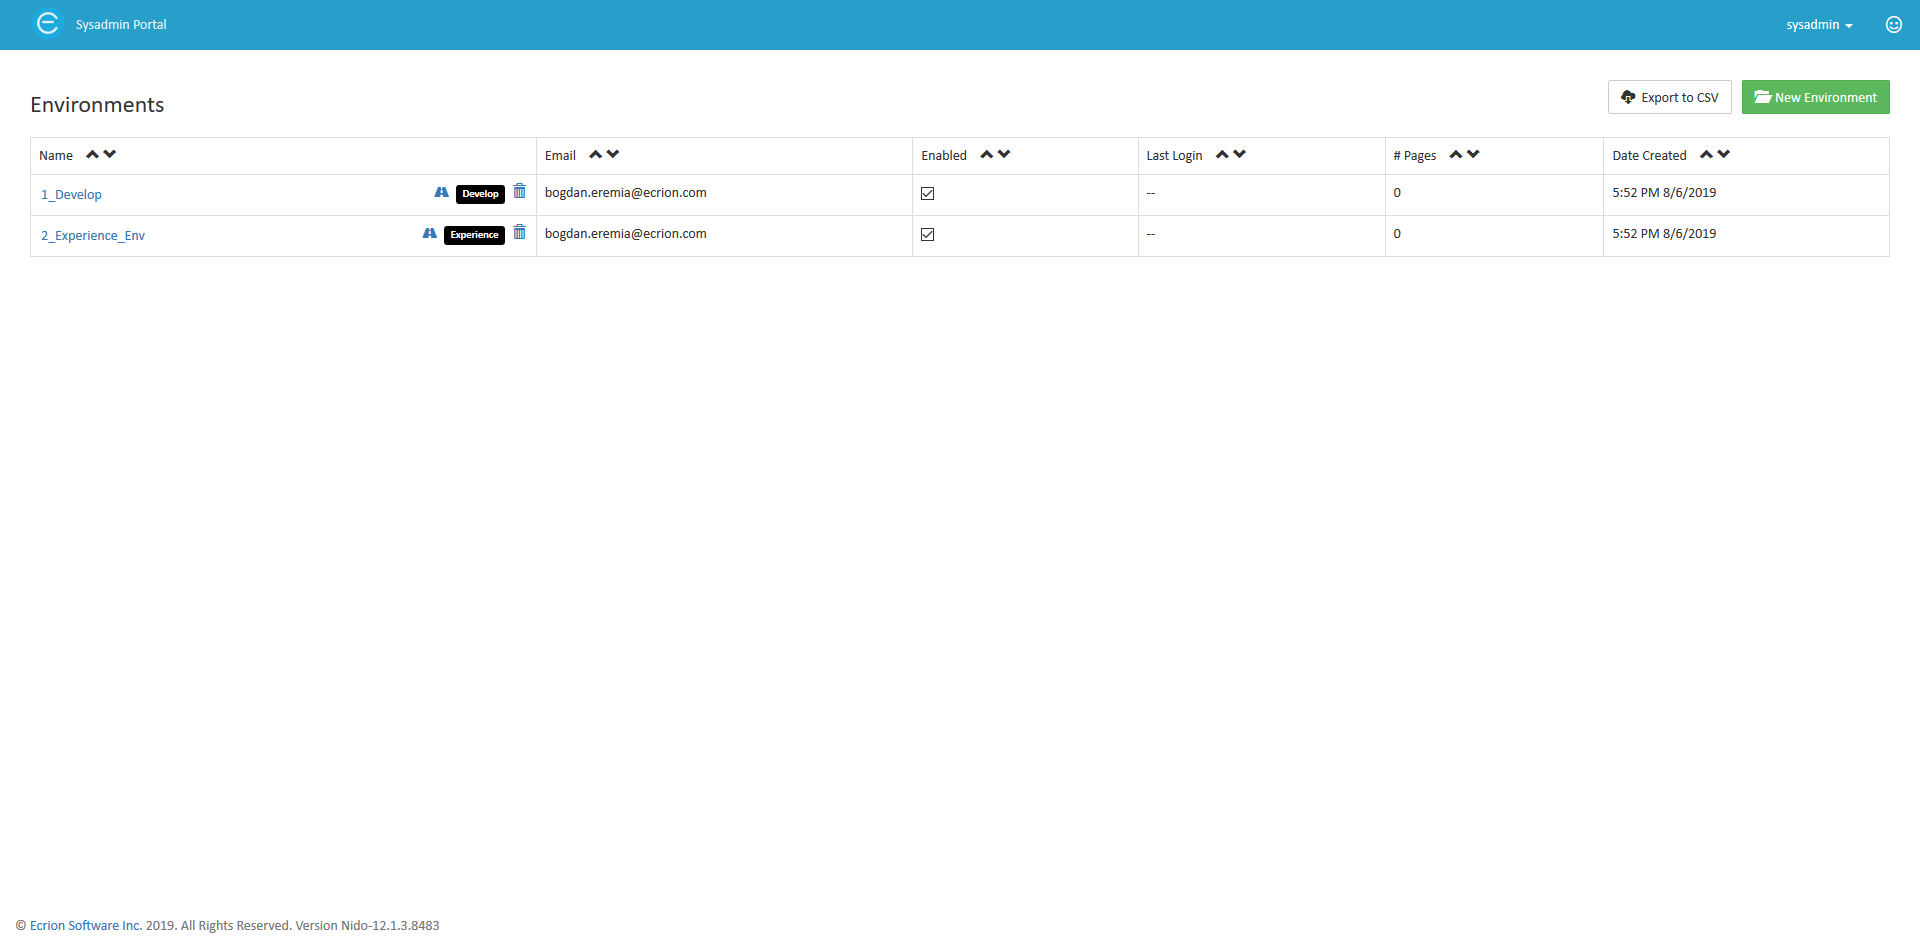 Sysadmin Portal
sysadmin
Environments
Export to CSV
New Environment
Name Email Enabled Last Login # Pages Date Created
1_Develop Develop bogdan.eremia@ecrion.com -- 0 5:52 PM 8/6/2019
2_Experience_Env Experience bogdan.eremia@ecrion.com -- 0 5:52 PM 8/6/2019
© Ecrion Software Inc. 2019. All Rights Reserved. Version Nido-12.1.3.8483